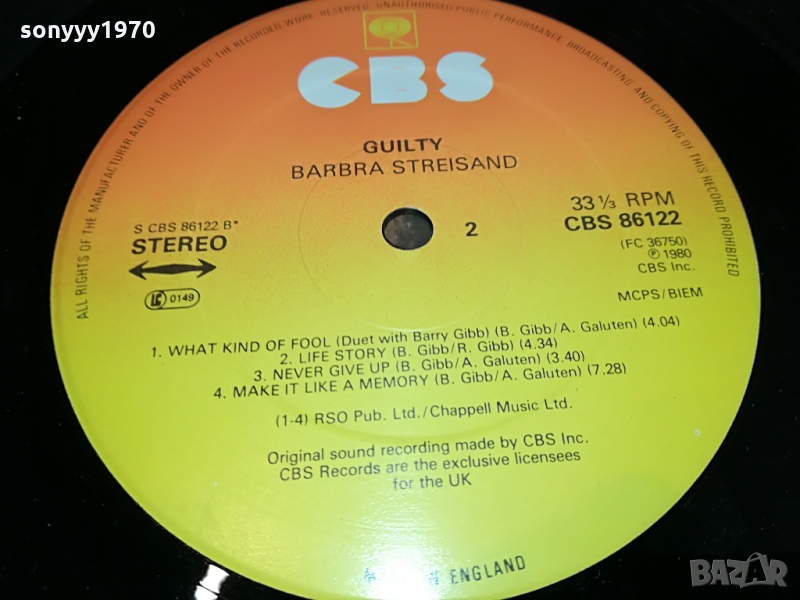 sonyyy1970
ALL RIGHTS OF THE MANUFACTURER AND OF THE OWNER OF THE RECORDED WORK RESERVED. UNAUTHORISED PUBLIC PERFORMANCE, BROADCASTING AND COPYING OF THIS RECORD PROHIBITED
CBS
GUILTY
BARBRA STREISAND
S CBS 86122 B*
STEREO
LC 0149
2
33 1/3 RPM
CBS 86122
(FC 36750)
℗ 1980
CBS Inc.
MCPS/BIEM
1. WHAT KIND OF FOOL (Duet with Barry Gibb) (B. Gibb/A. Galuten) (4.04)
2. LIFE STORY (B. Gibb/R. Gibb) (4.34)
3. NEVER GIVE UP (B. Gibb/A. Galuten) (3.40)
4. MAKE IT LIKE A MEMORY (B. Gibb/A. Galuten) (7.28)
(1-4) RSO Pub. Ltd./Chappell Music Ltd.
Original sound recording made by CBS Inc.
CBS Records are the exclusive licensees
for the UK
ENGLAND
BAZAR